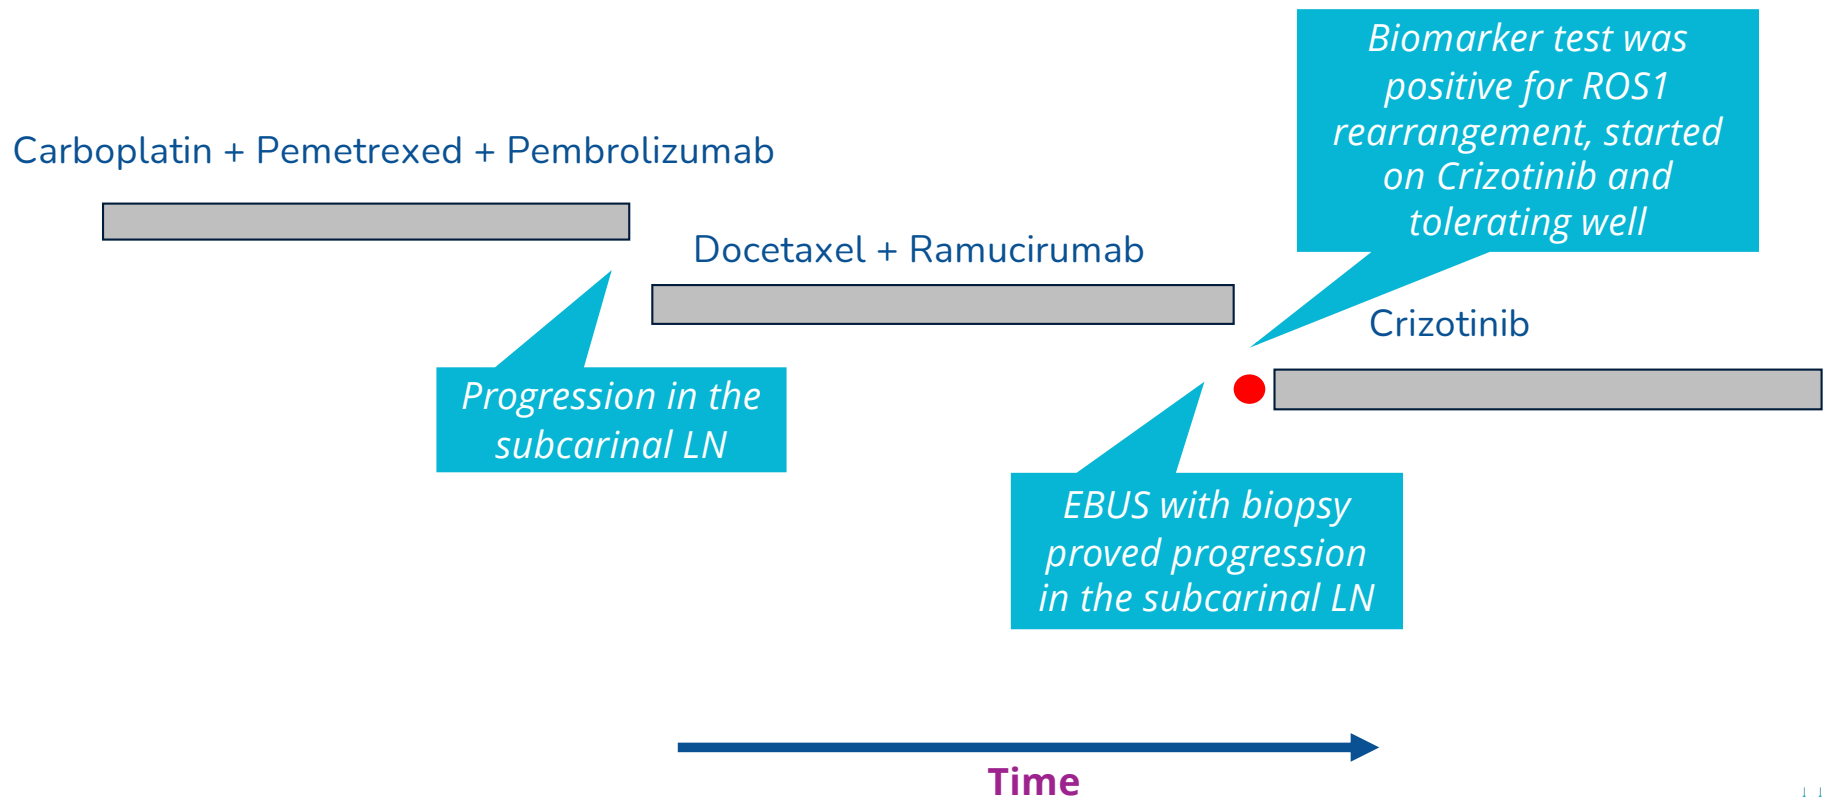 Biomarker test was
positive for ROS1
rearrangement, started
on Crizotinib and
tolerating well
Carboplatin + Pemetrexed + Pembrolizumab
Docetaxel + Ramucirumab
Crizotinib
Progression in the
subcarinal LN
EBUS with biopsy
proved progression
in the subcarinal LN
Time